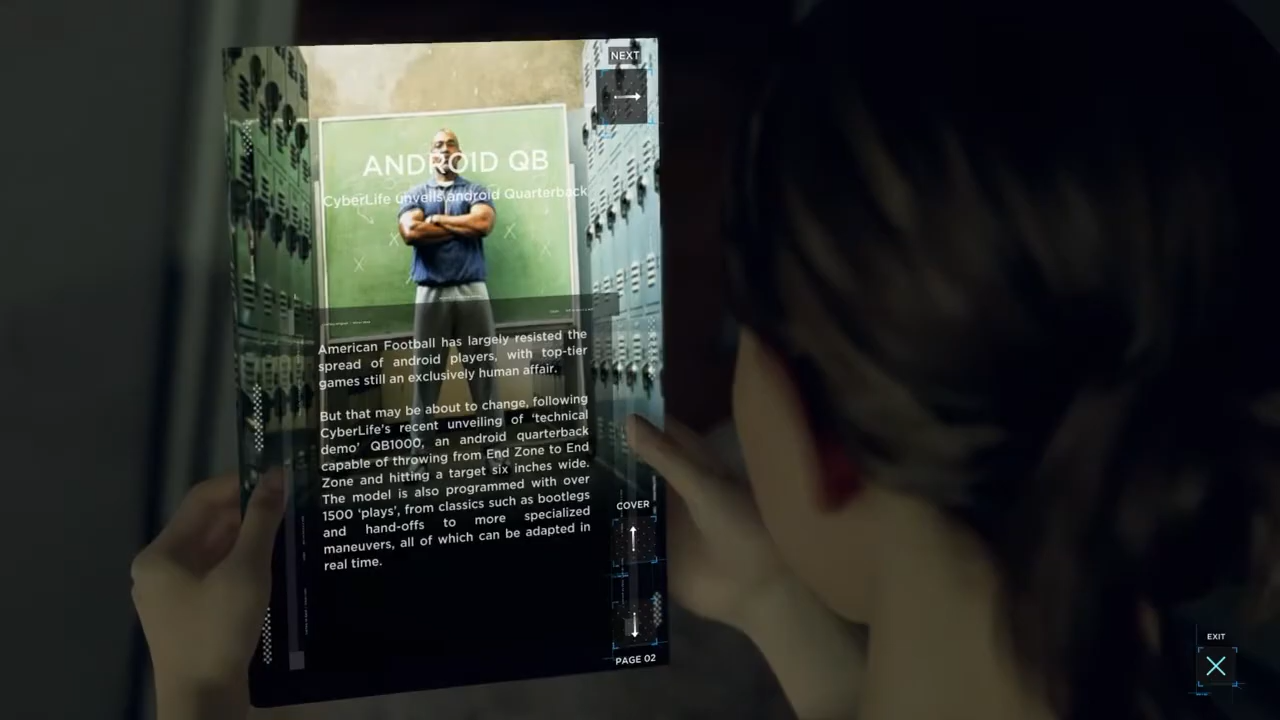 NEXT
ANDROID QB
CyberLife unveils android Quarterback
American Football has largely resisted the
spread of android players, with top-tier
games still an exclusively human affair.
But that may be about to change, following
CyberLife's recent unveiling of 'technical
demo' QB1000, an android quarterback
capable of throwing from End Zone to End
Zone and hitting a target six inches wide.
The model is also programmed with over
1500 'plays', from classics such as bootlegs
and hand-offs to more specialized
maneuvers, all of which can be adapted in
real time.
COVER
PAGE 02
EXIT